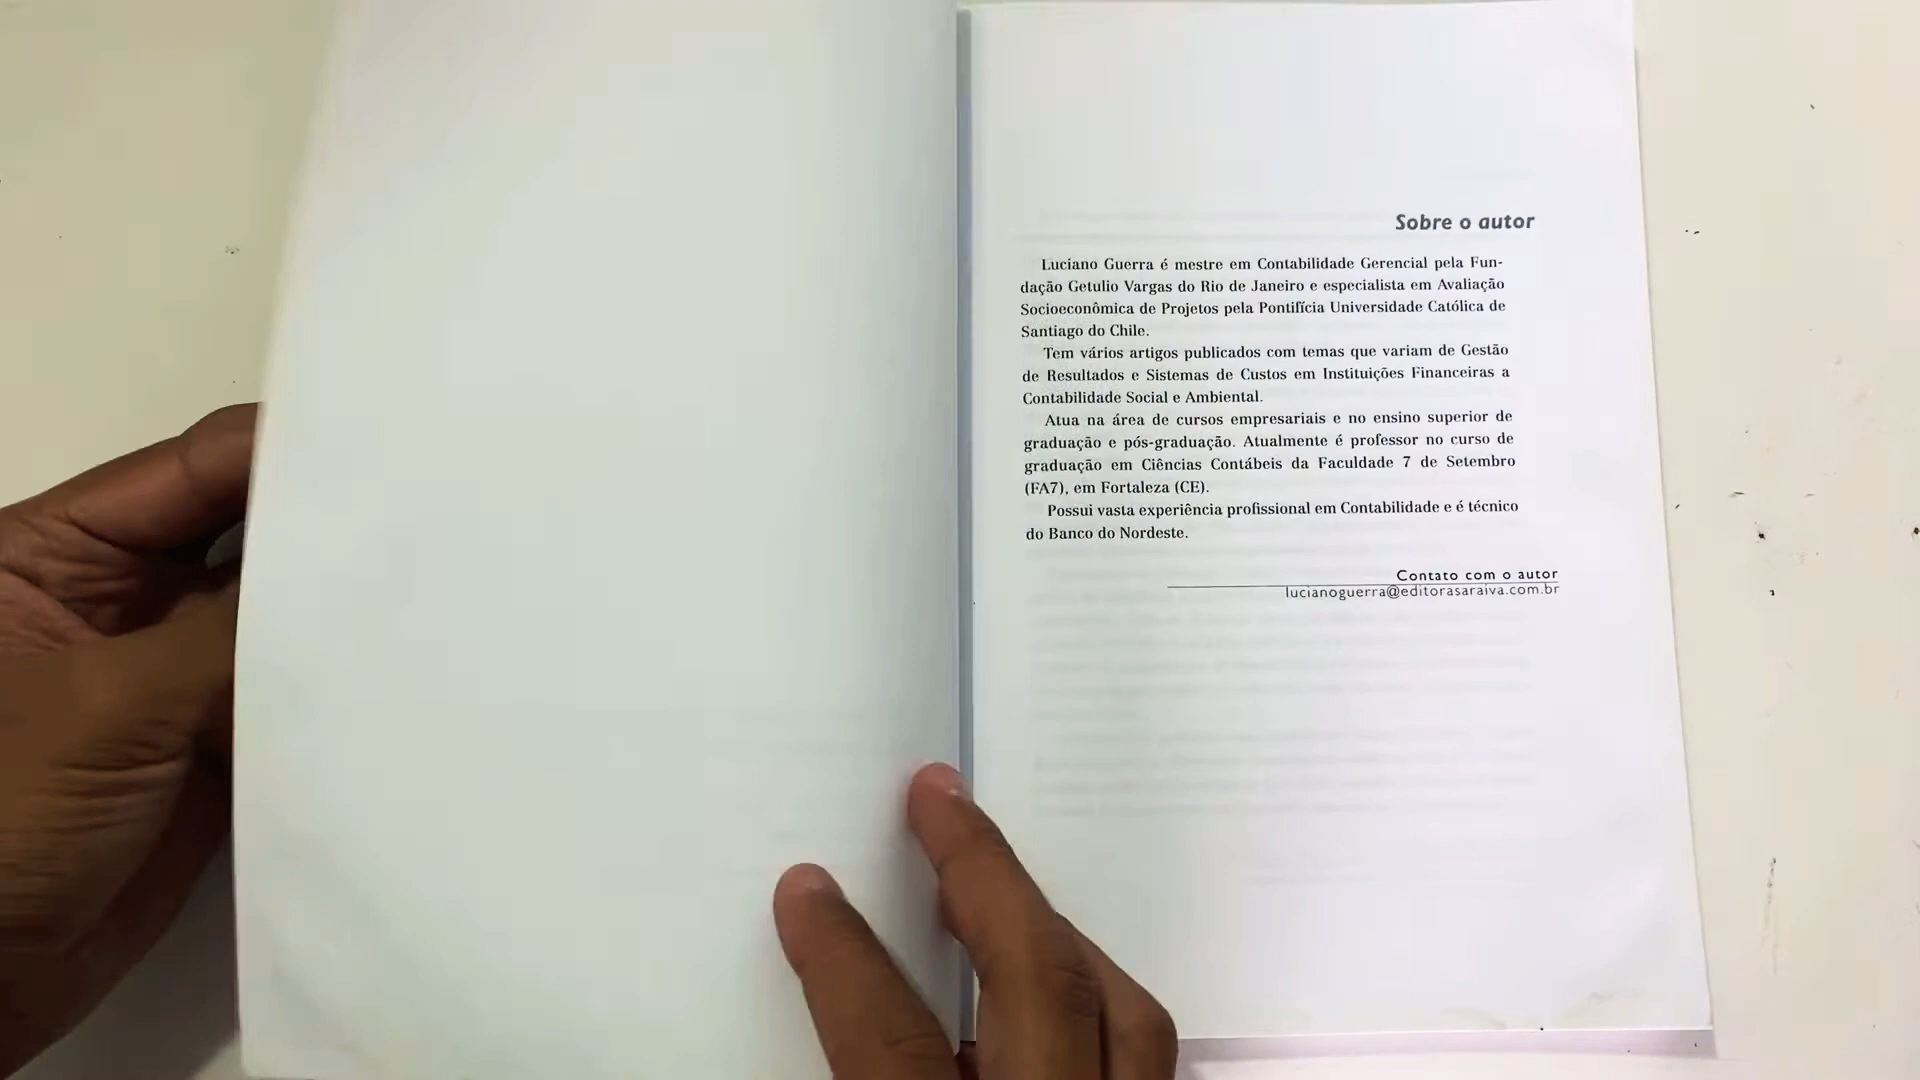 Sobre o autor
Luciano Guerra é mestre em Contabilidade Gerencial pela Fun-
dação Getulio Vargas do Rio de Janeiro e especialista em Avaliação
Socioeconômica de Projetos pela Pontifícia Universidade Católica de
Santiago do Chile.
Tem vários artigos publicados com temas que variam de Gestão
de Resultados e Sistemas de Custos em Instituições Financeiras a
Contabilidade Social e Ambiental.
Atua na área de cursos empresariais e no ensino superior de
graduação e pós-graduação. Atualmente é professor no curso de
graduação em Ciências Contábeis da Faculdade 7 de Setembro
(FA7), em Fortaleza (CE).
Possui vasta experiência profissional em Contabilidade e é técnico
do Banco do Nordeste.
Contato com o autor
lucianoguerra@editorasaraiva.com.br